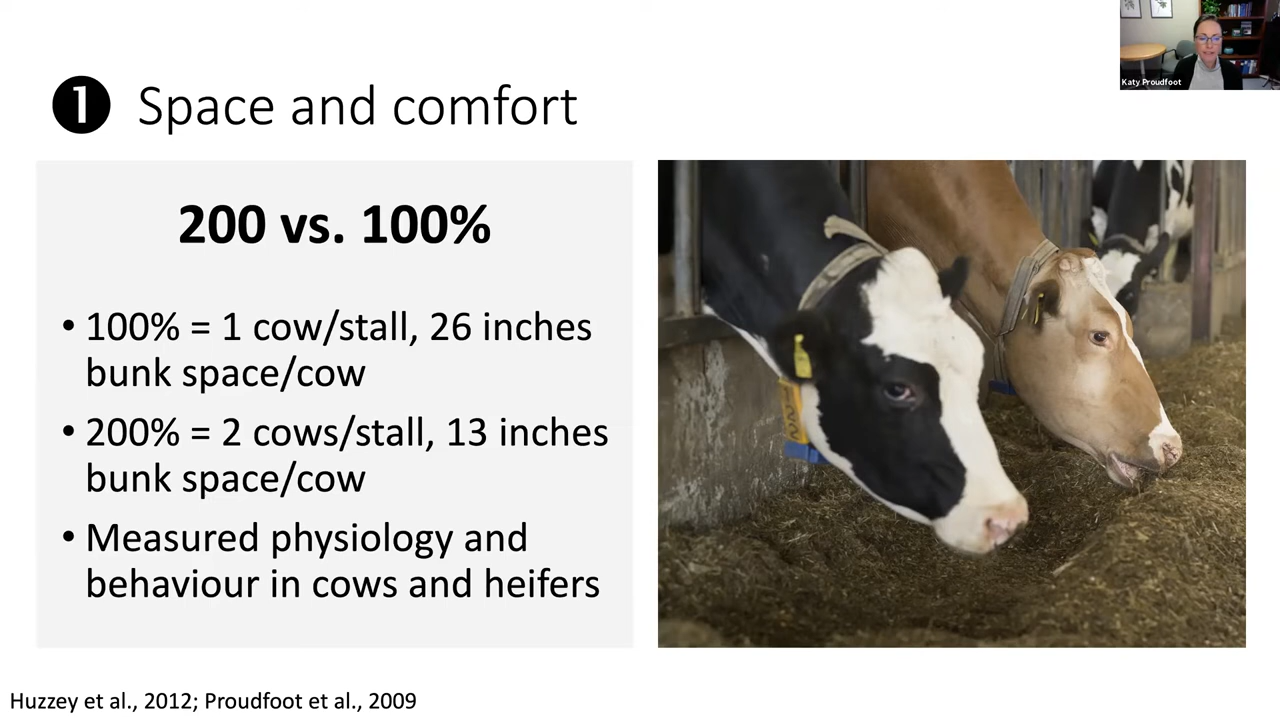 Katy Proudfoot
❶ Space and comfort
200 vs. 100%
• 100% = 1 cow/stall, 26 inches
bunk space/cow
• 200% = 2 cows/stall, 13 inches
bunk space/cow
• Measured physiology and
behaviour in cows and heifers
Huzzey et al., 2012; Proudfoot et al., 2009